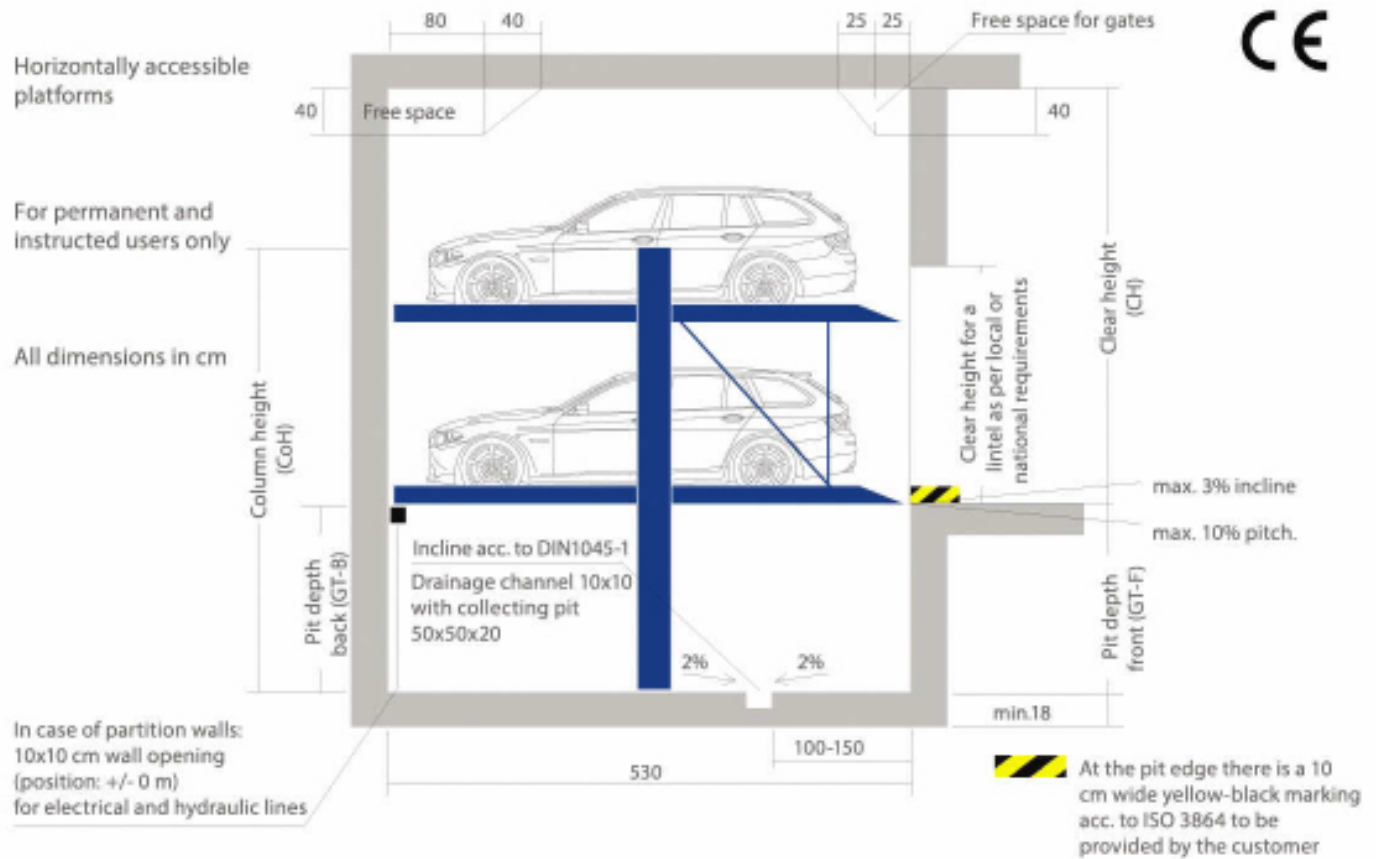 80
40
25
25
Free space for gates
CE
Horizontally accessible
platforms
40
Free space
40
For permanent and
instructed users only
All dimensions in cm
Column height
(CoH)
Clear height for a
lintel as per local or
national requirements
Clear height
(CH)
max. 3% incline
max. 10% pitch.
Pit depth
back (GT-B)
Incline acc. to DIN1045-1
Drainage channel 10x10
with collecting pit
50x50x20
2%
2%
Pit depth
front (GT-F)
min.18
In case of partition walls:
10x10 cm wall opening
(position: +/- 0 m)
for electrical and hydraulic lines
100-150
530
At the pit edge there is a 10
cm wide yellow-black marking
acc. to ISO 3864 to be
provided by the customer